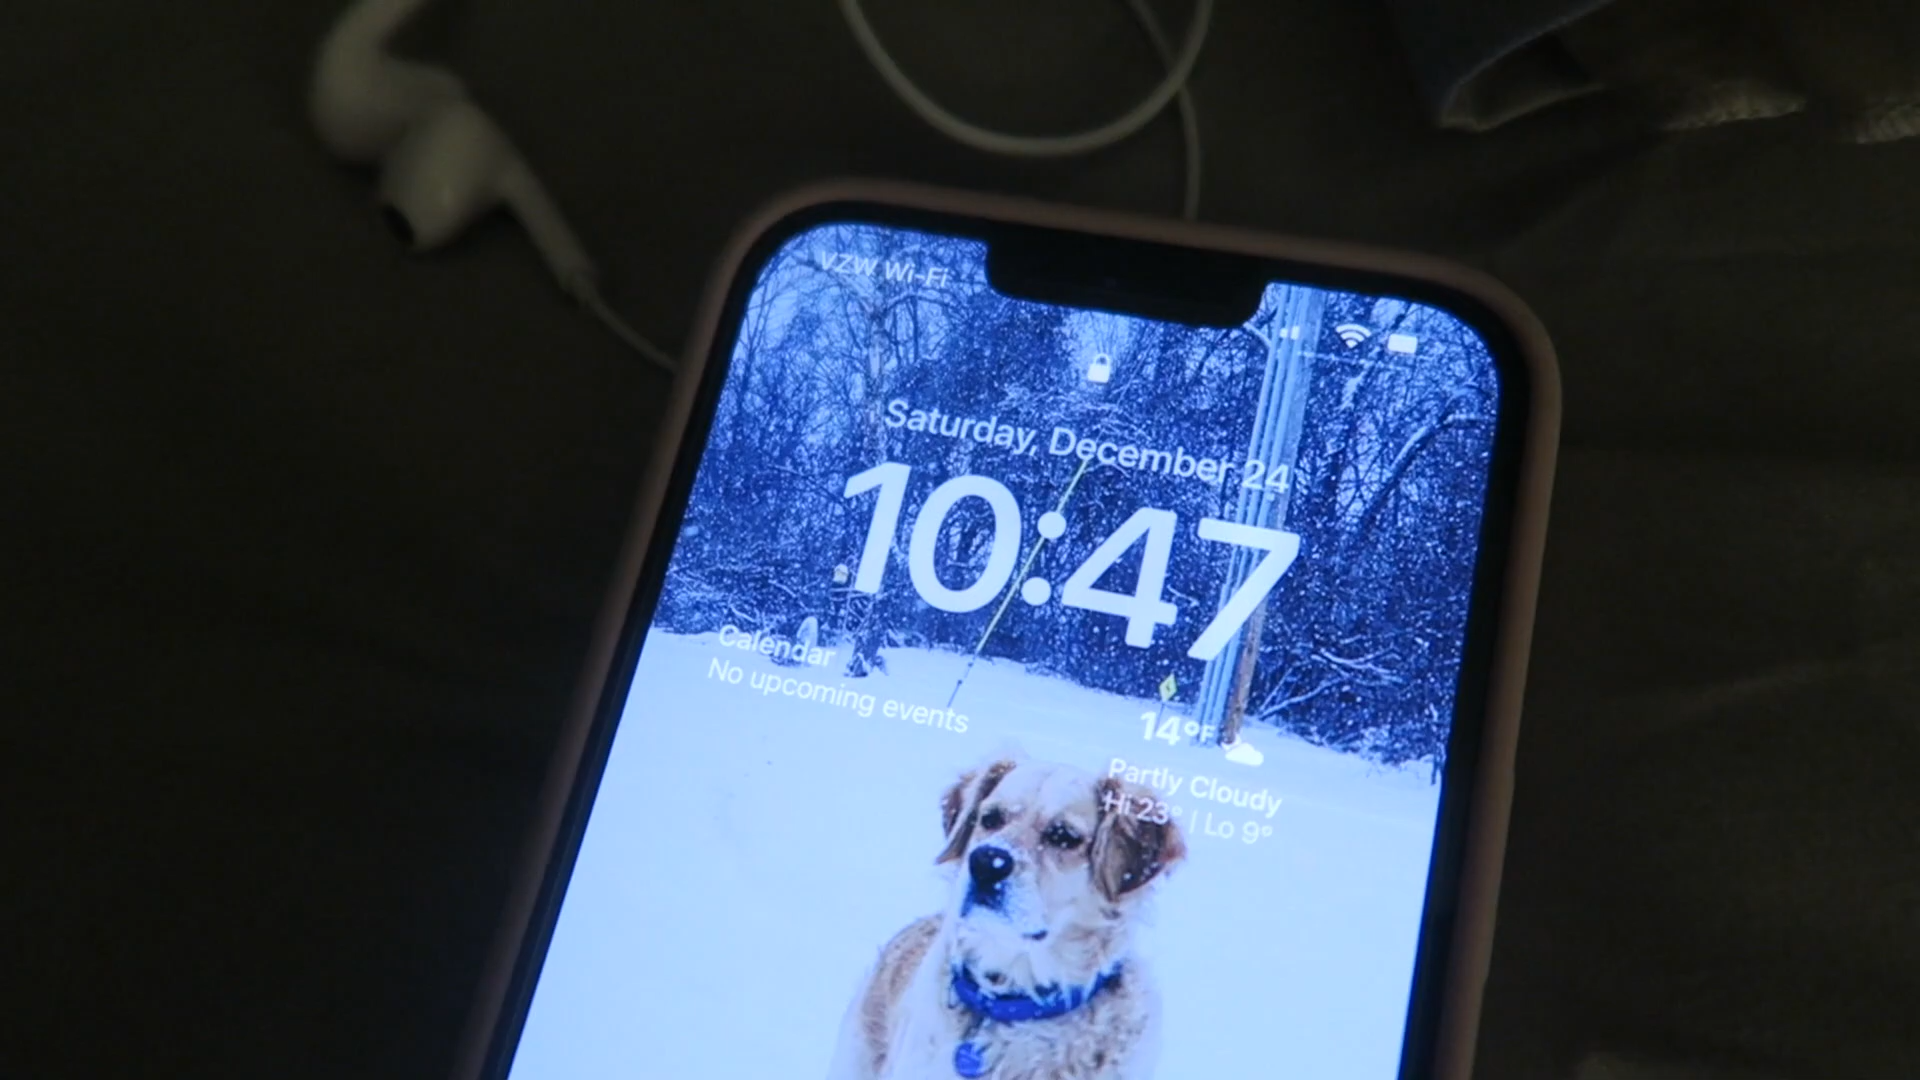 VZW Wi-Fi
Saturday, December 24
10:47
Calendar
No upcoming events
14°F
Partly Cloudy
Hi 23° | Lo 9°